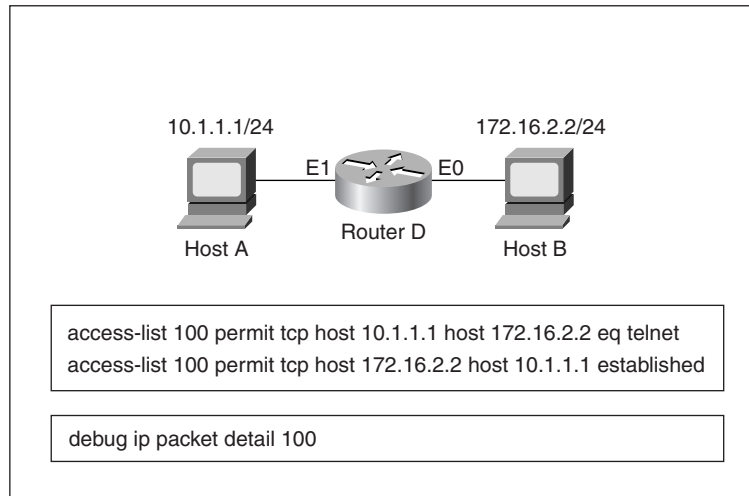 10.1.1.1/24
172.16.2.2/24
E1
E0
Host A
Router D
Host B
access-list 100 permit tcp host 10.1.1.1 host 172.16.2.2 eq telnet
access-list 100 permit tcp host 172.16.2.2 host 10.1.1.1 established
debug ip packet detail 100